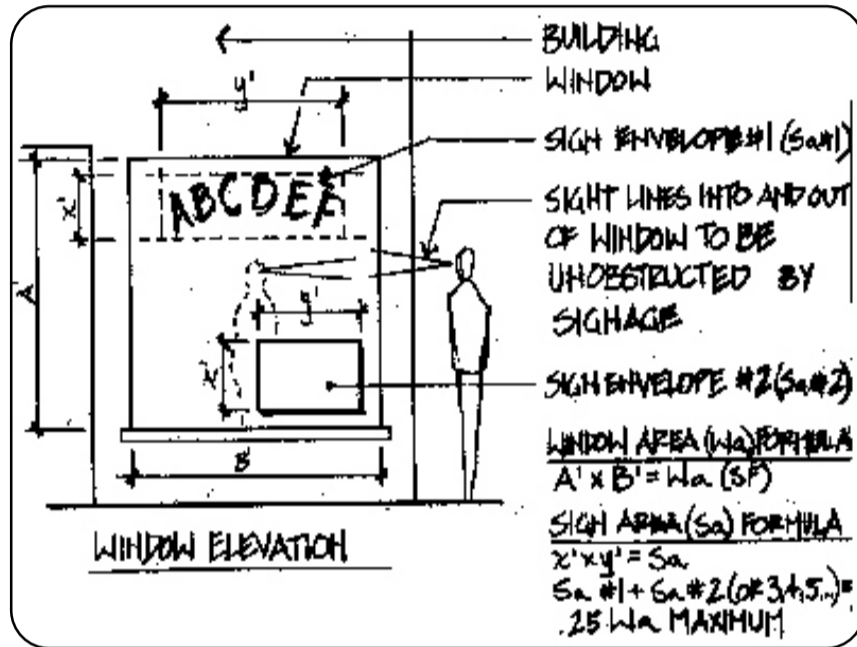 BUILDING
WINDOW
SIGN ENVELOPE #1 (Sa#1)
SIGHT LINES INTO AND OUT
OF WINDOW TO BE
UNOBSTRUCTED BY
SIGNAGE
SIGN ENVELOPE #2 (Sa#2)
WINDOW AREA (Wa) FORMULA
A' x B' = Wa (SF)
SIGN AREA (Sa) FORMULA
x' x y' = Sa
Sa #1 + Sa #2 (OR 3,4,5...) =
.25 Wa MAXIMUM
y'
x'
ABCDEF
A'
y'
x'
B'
WINDOW ELEVATION